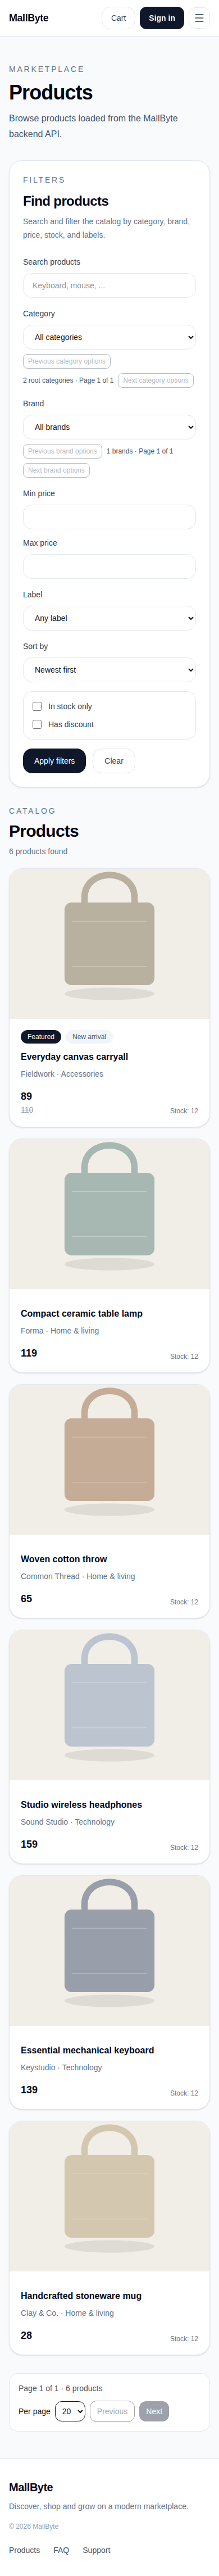 MallByte
Cart
Sign in
MARKETPLACE
Products
Browse products loaded from the MallByte
backend API.
FILTERS
Find products
Search and filter the catalog by category, brand,
price, stock, and labels.
Search products
Keyboard, mouse, ...
Category
All categories
Previous category options
2 root categories · Page 1 of 1 Next category options
Brand
All brands
Previous brand options 1 brands · Page 1 of 1
Next brand options
Min price
Max price
Label
Any label
Sort by
Newest first
In stock only
Has discount
Apply filters Clear
CATALOG
Products
6 products found
Featured New arrival
Everyday canvas carryall
Fieldwork · Accessories
89
110 Stock: 12
Compact ceramic table lamp
Forma · Home & living
119 Stock: 12
Woven cotton throw
Common Thread · Home & living
65 Stock: 12
Studio wireless headphones
Sound Studio · Technology
159 Stock: 12
Essential mechanical keyboard
Keystudio · Technology
139 Stock: 12
Handcrafted stoneware mug
Clay & Co. · Home & living
28 Stock: 12
Page 1 of 1 · 6 products
Per page 20 Previous Next
MallByte
Discover, shop and grow on a modern marketplace.
© 2026 MallByte
Products FAQ Support